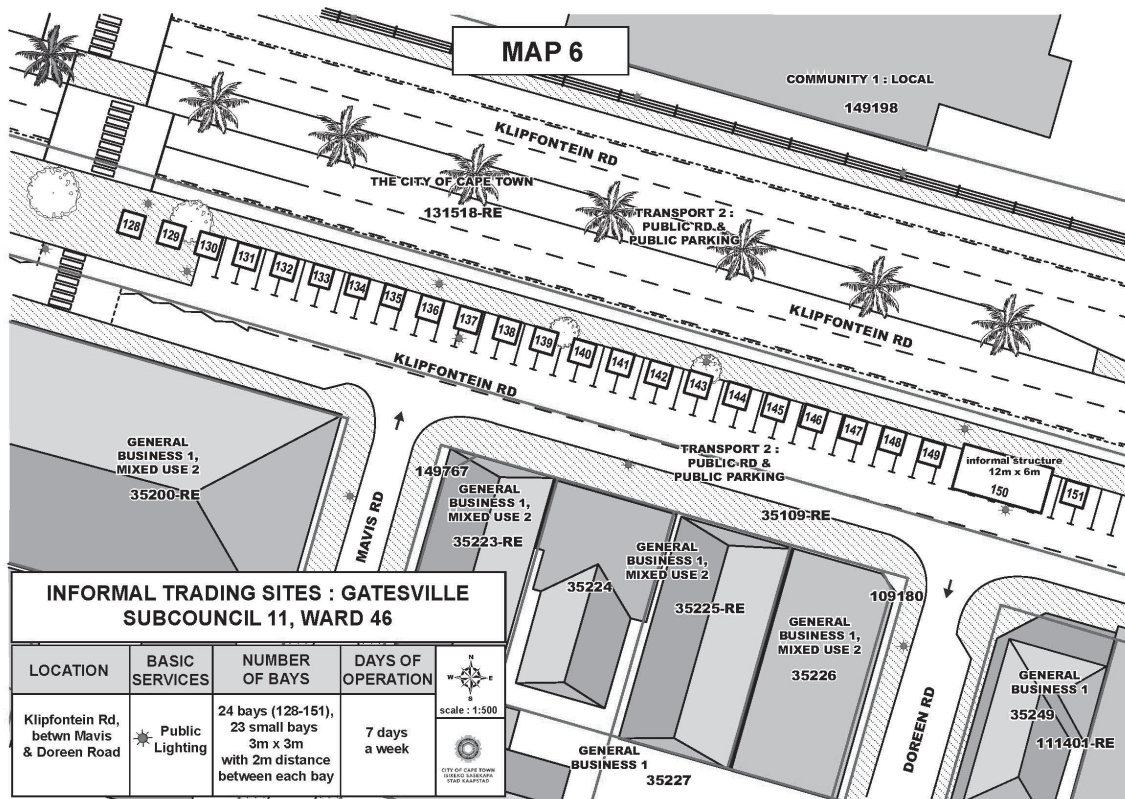 MAP 6
COMMUNITY 1 : LOCAL
149198
KLIPFONTEIN RD
THE CITY OF CAPE TOWN
131518-RE
TRANSPORT 2 :
PUBLIC RD &
PUBLIC PARKING
KLIPFONTEIN RD
128
129
130
131
132
133
134
135
136
137
138
139
140
141
142
143
144
145
146
147
148
149
informal structure
12m x 6m
150
151
KLIPFONTEIN RD
TRANSPORT 2 :
PUBLIC RD &
PUBLIC PARKING
35109-RE
GENERAL
BUSINESS 1,
MIXED USE 2
35200-RE
MAVIS RD
149767
GENERAL
BUSINESS 1,
MIXED USE 2
35223-RE
35224
GENERAL
BUSINESS 1,
MIXED USE 2
35225-RE
GENERAL
BUSINESS 1,
MIXED USE 2
35226
109180
DOREEN RD
GENERAL
BUSINESS 1
35249
111401-RE
GENERAL
BUSINESS 1
35227
INFORMAL TRADING SITES : GATESVILLE
SUBCOUNCIL 11, WARD 46
LOCATION
BASIC
SERVICES
NUMBER
OF BAYS
DAYS OF
OPERATION
Klipfontein Rd,
betwn Mavis
& Doreen Road
Public
Lighting
24 bays (128-151),
23 small bays
3m x 3m
with 2m distance
between each bay
7 days
a week
N
W E
S
scale : 1:500
CITY OF CAPE TOWN
ISIXEKO SASEKAPA
STAD KAAPSTAD